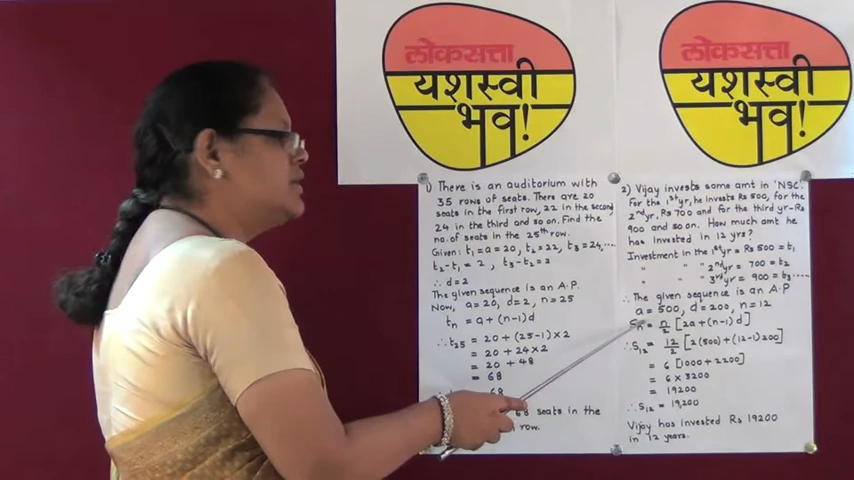 लोकसत्ता
यशस्वी
भव!
लोकसत्ता
यशस्वी
भव!
1) There is an auditorium with
35 rows of seats. There are 20
seats in the first row, 22 in the second,
24 in the third and so on. Find the
no. of seats in the 25th row.
Given: t₁ = a = 20, t₂ = 22, t₃ = 24,....
t₂-t₁ = 2 , t₃-t₂ = 2
∴ d = 2
The given sequence is an A.P.
Now, a = 20, d = 2, n = 25
tₙ = a + (n-1)d
∴ t₂₅ = 20 + (25-1) × 2
= 20 + 24 × 2
= 20 + 48
= 68
68
68 seats in the
row.
2) Vijay invests some amt in 'NSC'.
For the 1st yr, he invests Rs 500, for the
2nd yr, Rs 700 and for the third yr - Rs
900 and so on. How much amt he
has invested in 12 yrs?
Investment in the 1st yr = Rs 500 = t₁
" " " 2nd yr = 700 = t₂
" " " 3rd yr = 900 = t₃....
∴ The given sequence is an A.P
a = 500, d = 200, n = 12
Sₙ = n/2 [2a + (n-1)d]
∴ S₁₂ = 12/2 [2(500) + (12-1)200]
= 6 [1000 + 2200]
= 6 × 3200
= 19200
∴ S₁₂ = 19,200
Vijay has invested Rs 19200
in 12 years.